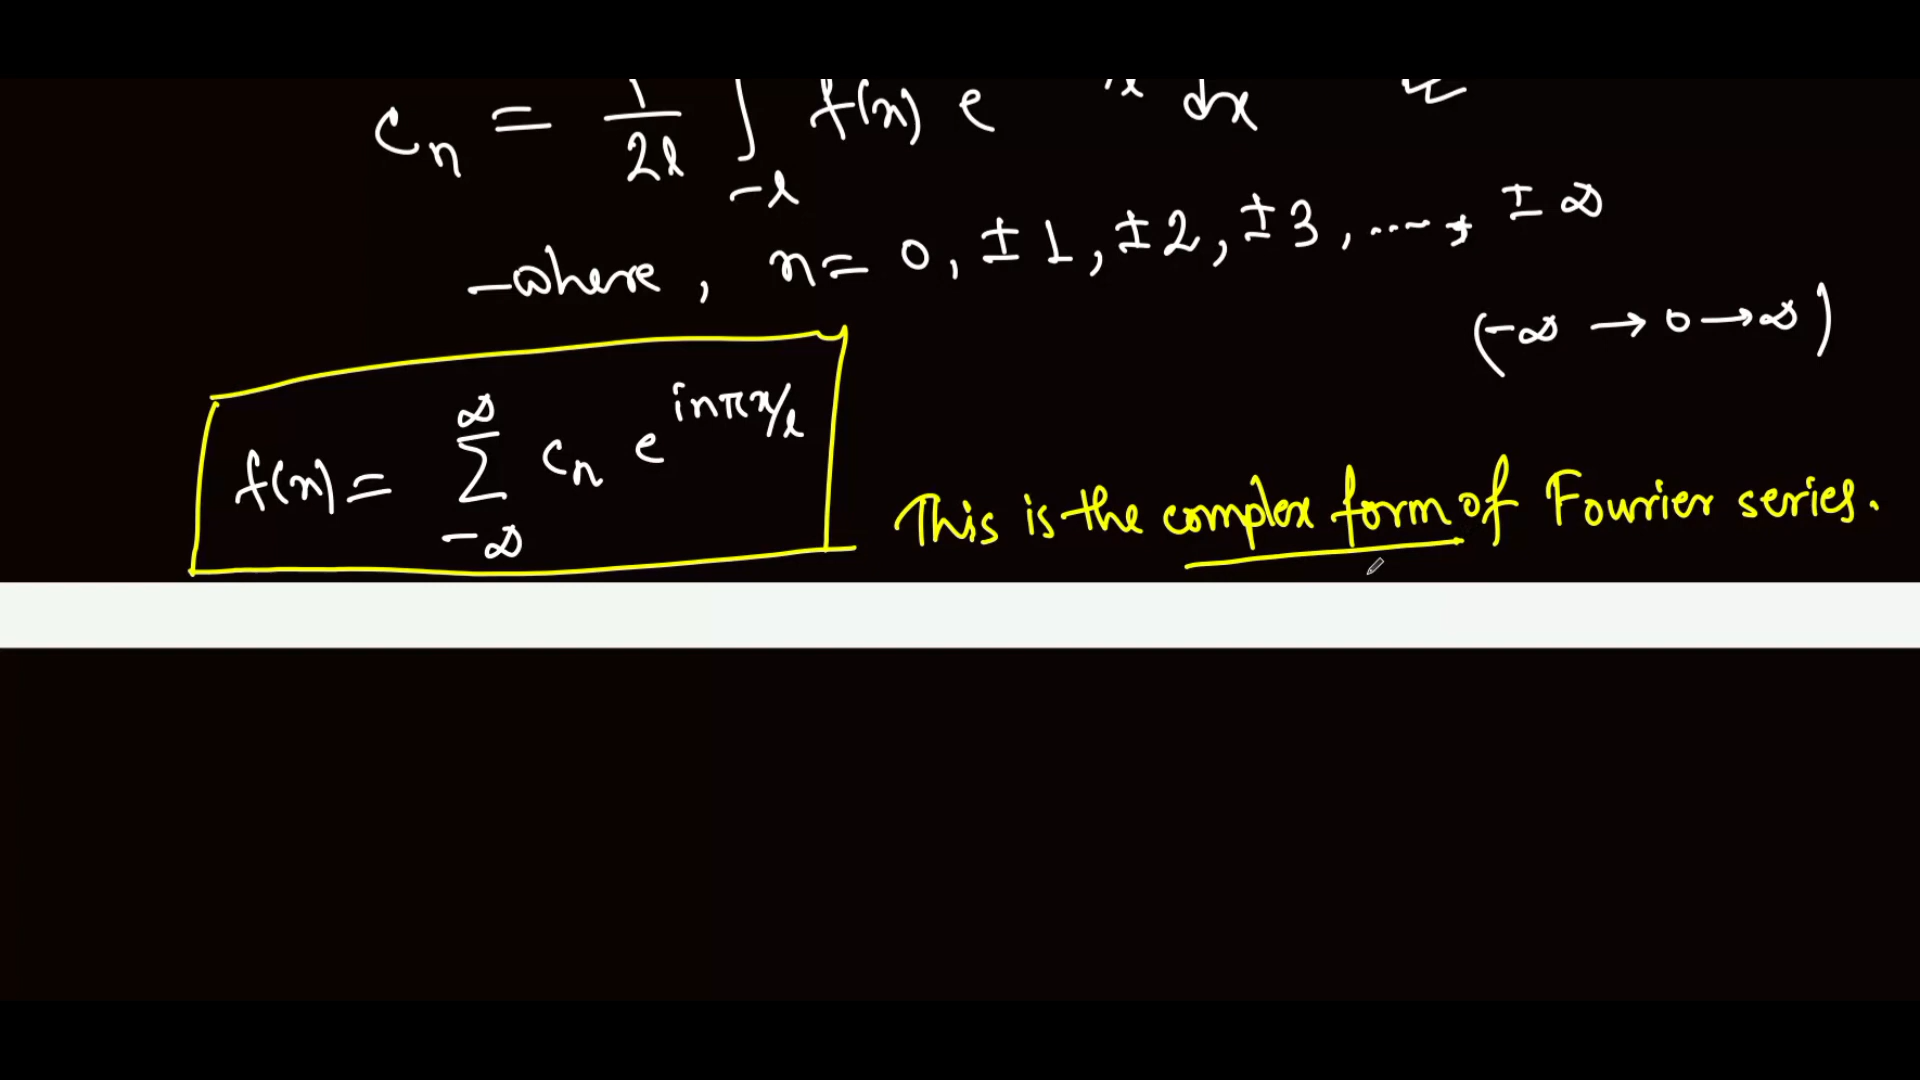 Cn = 1/2l ∫-l f(x) e dx
- where, n = 0, ±1, ±2, ±3, ....., ±∞
(-∞ → 0 → ∞)
f(x) = ∞ Σ -∞ Cn e^inπx/l
This is the complex form of Fourier series.